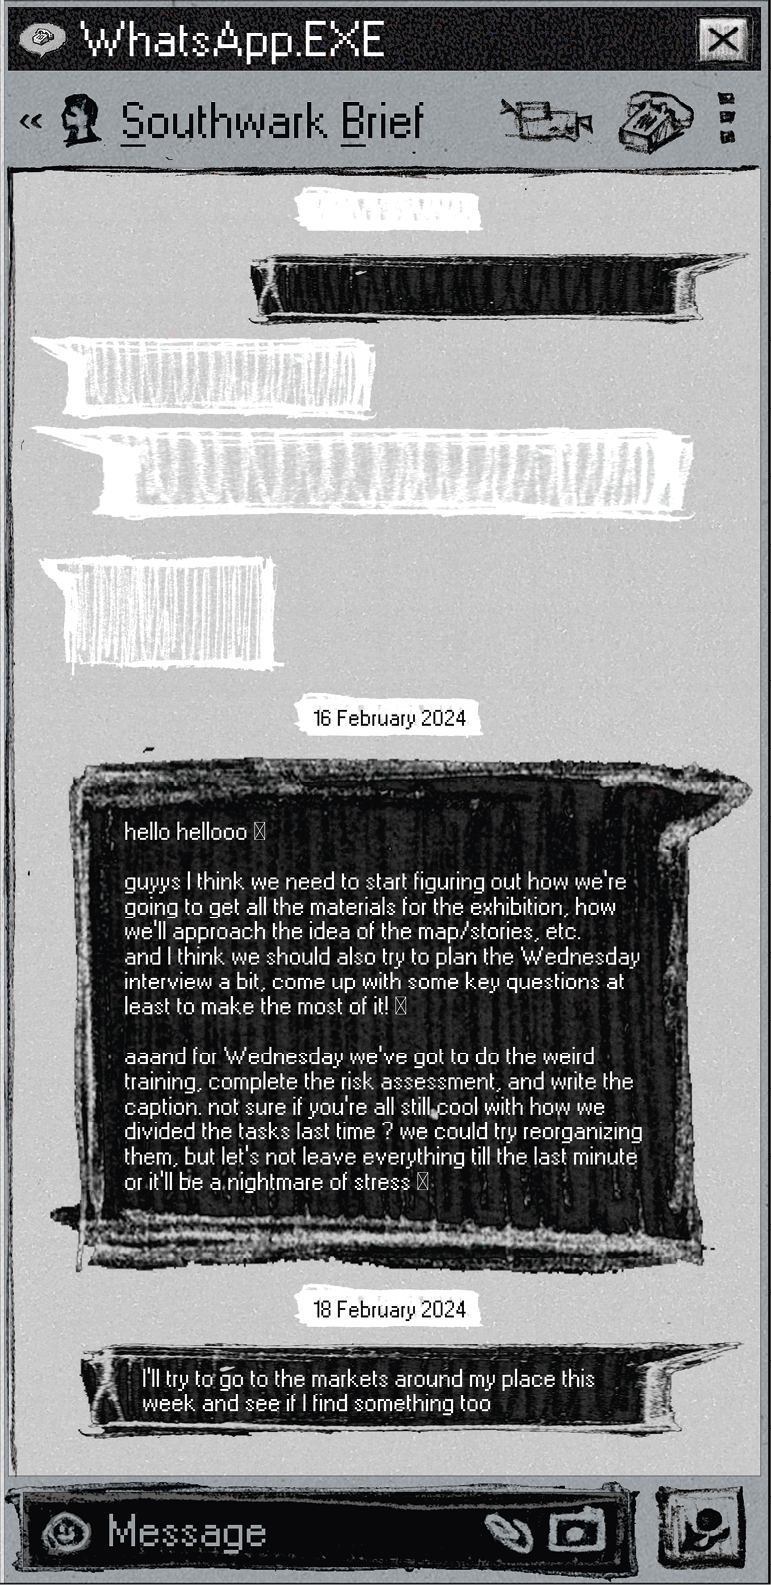 WhatsApp.EXE
Southwark Brief
16 February 2024
hello hellooo
guyys I think we need to start figuring out how we're
going to get all the materials for the exhibition, how
we'll approach the idea of the map/stories, etc.
and I think we should also try to plan the Wednesday
interview a bit, come up with some key questions at
least to make the most of it!
aaand for Wednesday we've got to do the weird
training, complete the risk assessment, and write the
caption. not sure if you're all still cool with how we
divided the tasks last time ? we could try reorganizing
them, but let's not leave everything till the last minute
or it'll be a nightmare of stress
18 February 2024
I'll try to go to the markets around my place this
week and see if I find something too
Message